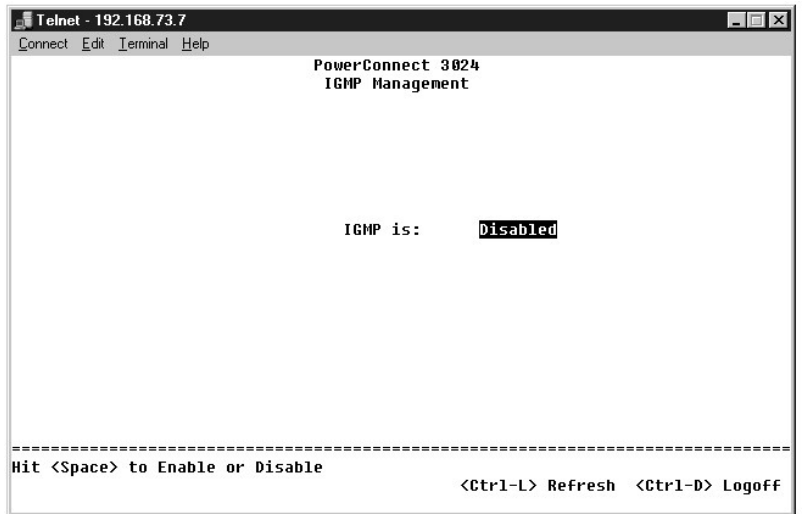 Telnet - 192.168.73.7
Connect Edit Terminal Help
PowerConnect 3024
IGMP Management
IGMP is: Disabled
================================================================================
Hit <Space> to Enable or Disable
<Ctrl-L> Refresh <Ctrl-D> Logoff